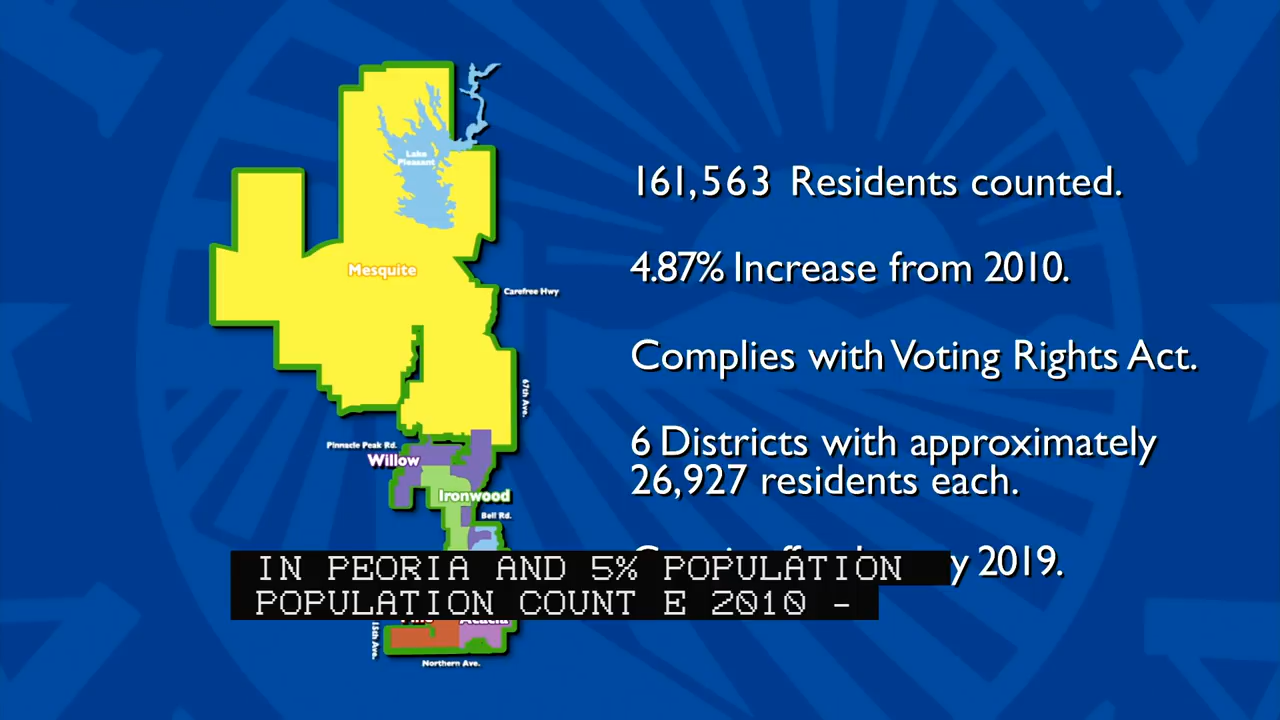 Lake
Pleasant
161,563 Residents counted.
Mesquite
4.87% Increase from 2010.
Carefree Hwy
Complies with Voting Rights Act.
67th Ave.
Pinnacle Peak Rd.
Willow
6 Districts with approximately
26,927 residents each.
Ironwood
Bell Rd.
2019.
IN PEORIA AND 5% POPULATION
POPULATION COUNT E 2010 -
Acacia
Northern Ave.